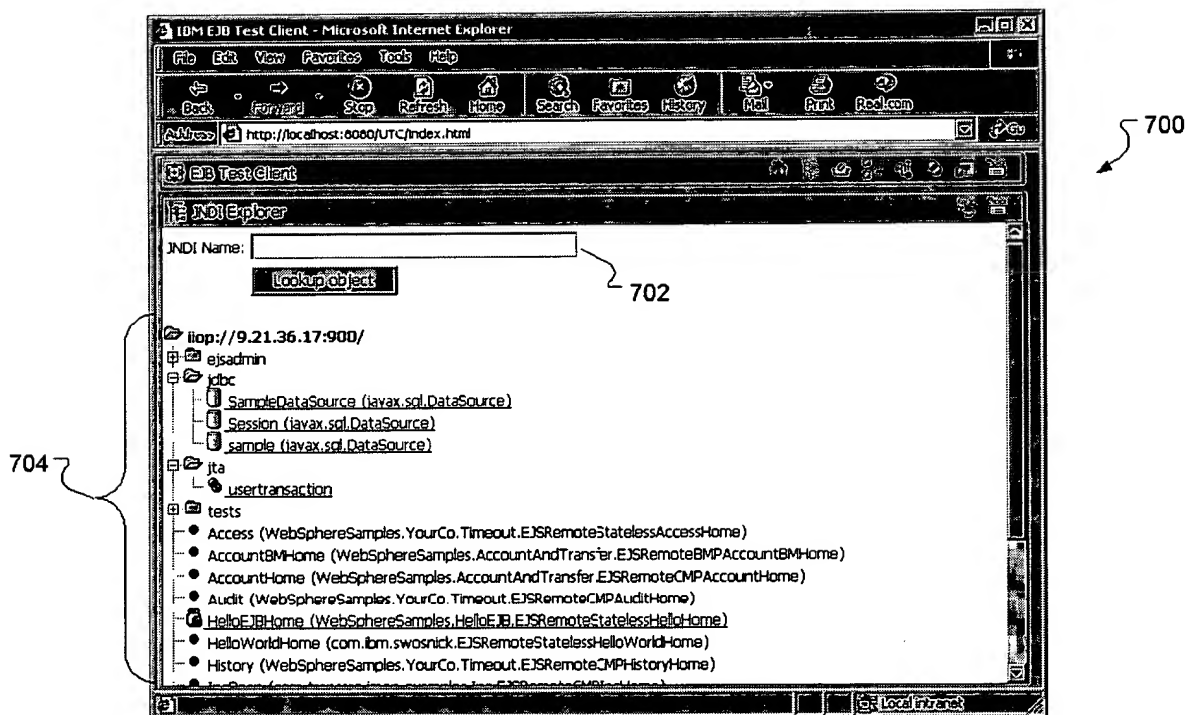 IBM EJB Test Client - Microsoft Internet Explorer
File Edit View Favorites Tools Help
Back Forward Stop Refresh Home Search Favorites History Mail Print Real.com
Address http://localhost:8080/UTC/index.html Go
700
EJB Test Client
JNDI Explorer
JNDI Name:
Lookup object
702
iiop://9.21.36.17:900/
ejsadmin
jdbc
SampleDataSource (javax.sql.DataSource)
Session (javax.sql.DataSource)
sample (javax.sql.DataSource)
704
jta
usertransaction
tests
Access (WebSphereSamples.YourCo.Timeout.EJSRemoteStatelessAccessHome)
AccountBMHome (WebSphereSamples.AccountAndTransfer.EJSRemoteBMPAccountBMHome)
AccountHome (WebSphereSamples.AccountAndTransfer.EJSRemoteCMPAccountHome)
Audit (WebSphereSamples.YourCo.Timeout.EJSRemoteCMPAuditHome)
HelloEJBHome (WebSphereSamples.HelloEJB.EJSRemoteStatelessHelloHome)
HelloWorldHome (com.ibm.swosnick.EJSRemoteStatelessHelloWorldHome)
History (WebSphereSamples.YourCo.Timeout.EJSRemoteCMPHistoryHome)
Local intranet